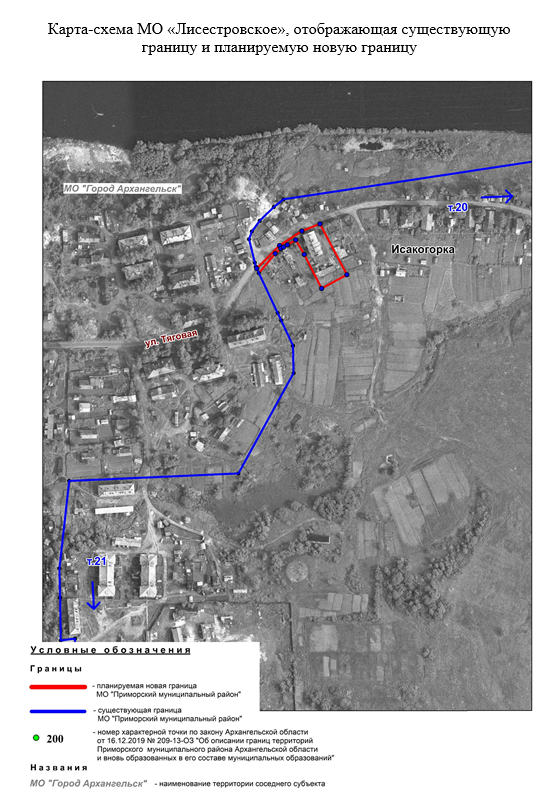 Карта-схема МО «Лисестровское», отображающая существующую
границу и планируемую новую границу
МО "Город Архангельск"
т.20
Исакогорка
ул. Тяговая
т.21
Условные обозначения
Границы
- планируемая новая граница
МО "Приморский муниципальный район"
- существующая граница
МО "Приморский муниципальный район"
200
- номер характерной точки по закону Архангельской области
от 16.12.2019 № 209-13-ОЗ "Об описании границ территорий
Приморского муниципального района Архангельской области
и вновь образованных в его составе муниципальных образований"
Названия
МО "Город Архангельск" - наименование территории соседнего субъекта